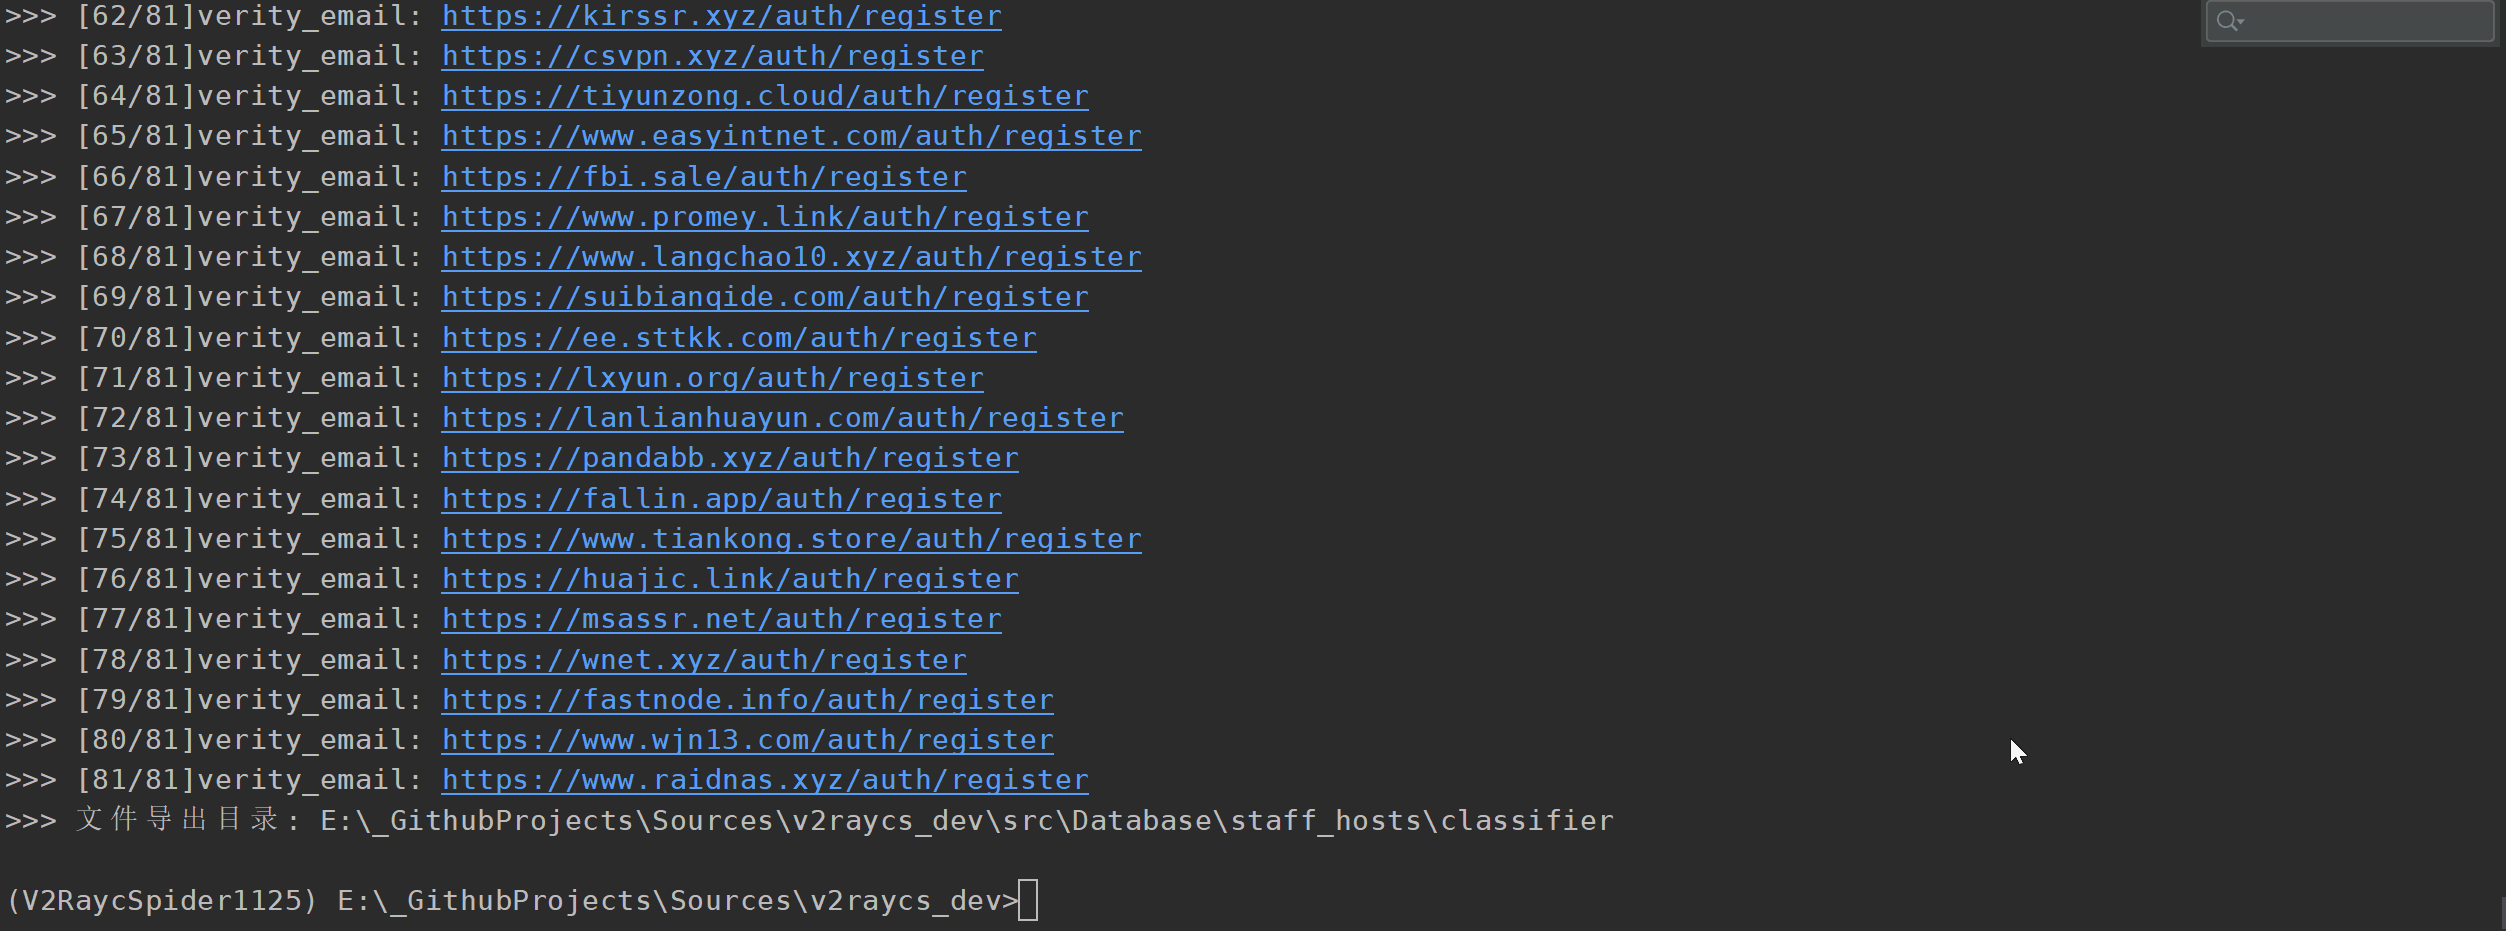 >>> [62/81]verity_email: https://kirssr.xyz/auth/register
>>> [63/81]verity_email: https://csvpn.xyz/auth/register
>>> [64/81]verity_email: https://tiyunzong.cloud/auth/register
>>> [65/81]verity_email: https://www.easyintnet.com/auth/register
>>> [66/81]verity_email: https://fbi.sale/auth/register
>>> [67/81]verity_email: https://www.promey.link/auth/register
>>> [68/81]verity_email: https://www.langchao10.xyz/auth/register
>>> [69/81]verity_email: https://suibianqide.com/auth/register
>>> [70/81]verity_email: https://ee.sttkk.com/auth/register
>>> [71/81]verity_email: https://lxyun.org/auth/register
>>> [72/81]verity_email: https://lanlianhuayun.com/auth/register
>>> [73/81]verity_email: https://pandabb.xyz/auth/register
>>> [74/81]verity_email: https://fallin.app/auth/register
>>> [75/81]verity_email: https://www.tiankong.store/auth/register
>>> [76/81]verity_email: https://huajic.link/auth/register
>>> [77/81]verity_email: https://msassr.net/auth/register
>>> [78/81]verity_email: https://wnet.xyz/auth/register
>>> [79/81]verity_email: https://fastnode.info/auth/register
>>> [80/81]verity_email: https://www.wjn13.com/auth/register
>>> [81/81]verity_email: https://www.raidnas.xyz/auth/register
>>> 文件导出目录: E:\_GithubProjects\Sources\v2raycs_dev\src\Database\staff_hosts\classifier
(V2RaycSpider1125) E:\_GithubProjects\Sources\v2raycs_dev>